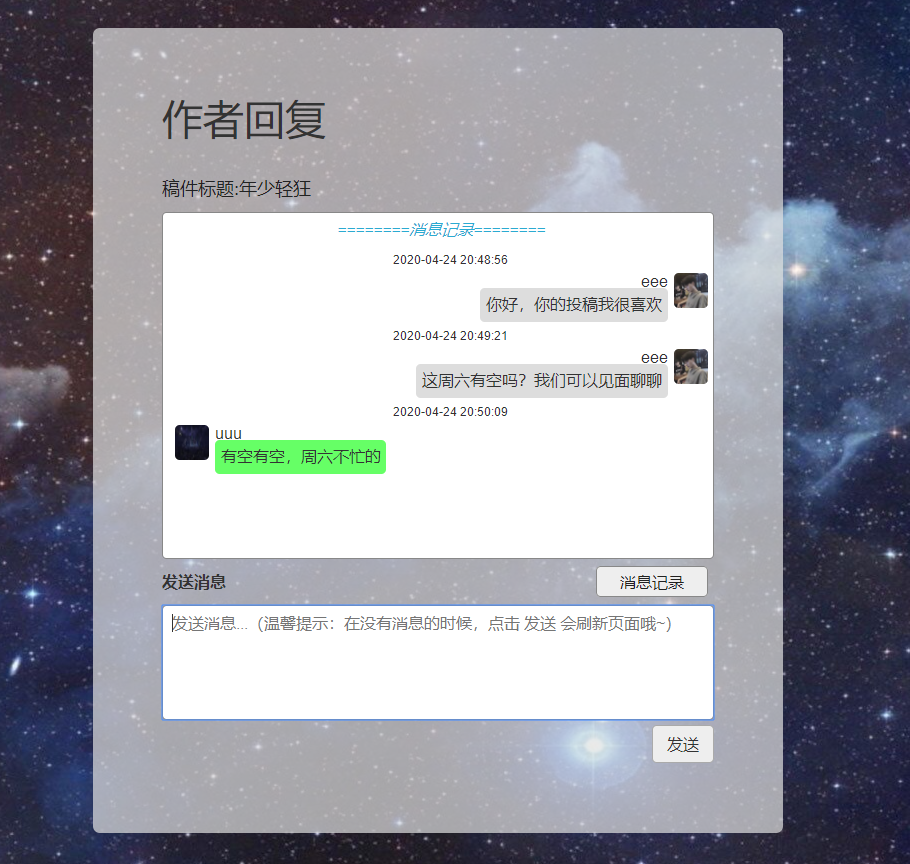 作者回复
稿件标题:年少轻狂
========消息记录========
2020-04-24 20:48:56
eee
你好，你的投稿我很喜欢
2020-04-24 20:49:21
eee
这周六有空吗？我们可以见面聊聊
2020-04-24 20:50:09
uuu
有空有空，周六不忙的
发送消息
消息记录
发送消息...（温馨提示：在没有消息的时候，点击 发送 会刷新页面哦~）
发送